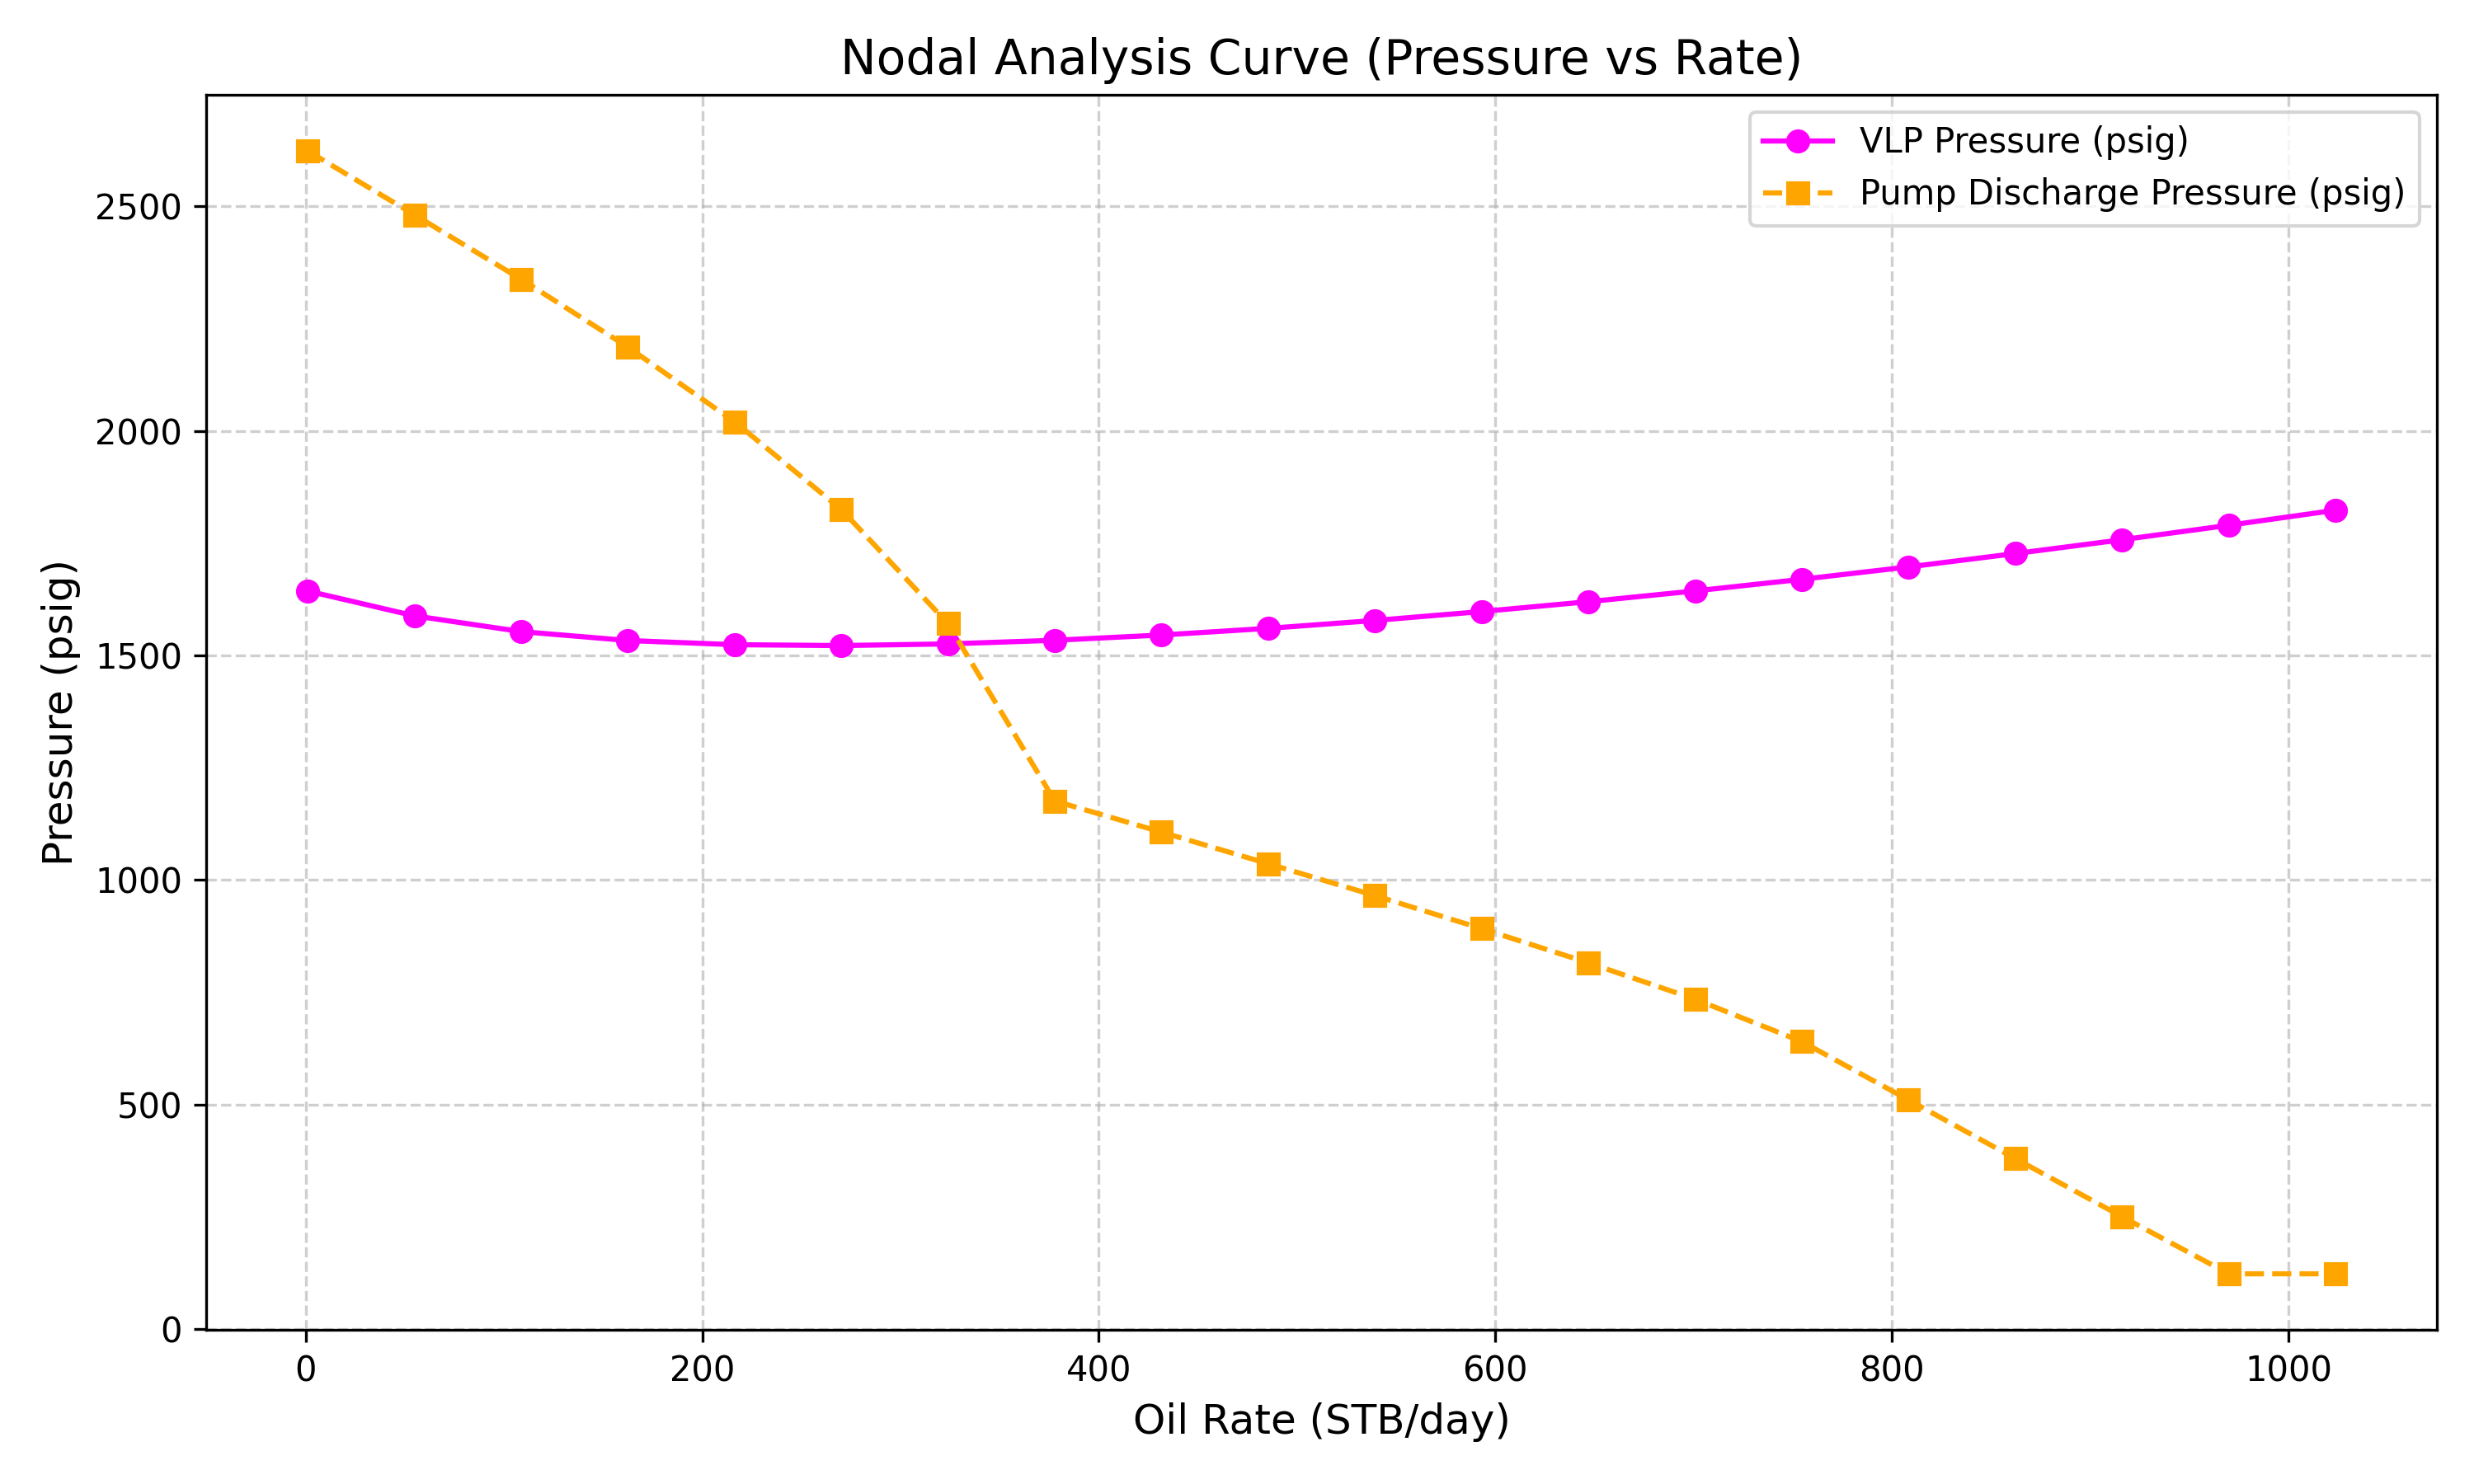 Nodal Analysis Curve (Pressure vs Rate)
VLP Pressure (psig)
Pump Discharge Pressure (psig)
Pressure (psig)
2500
2000
1500
1000
500
0
0 200 400 600 800 1000
Oil Rate (STB/day)